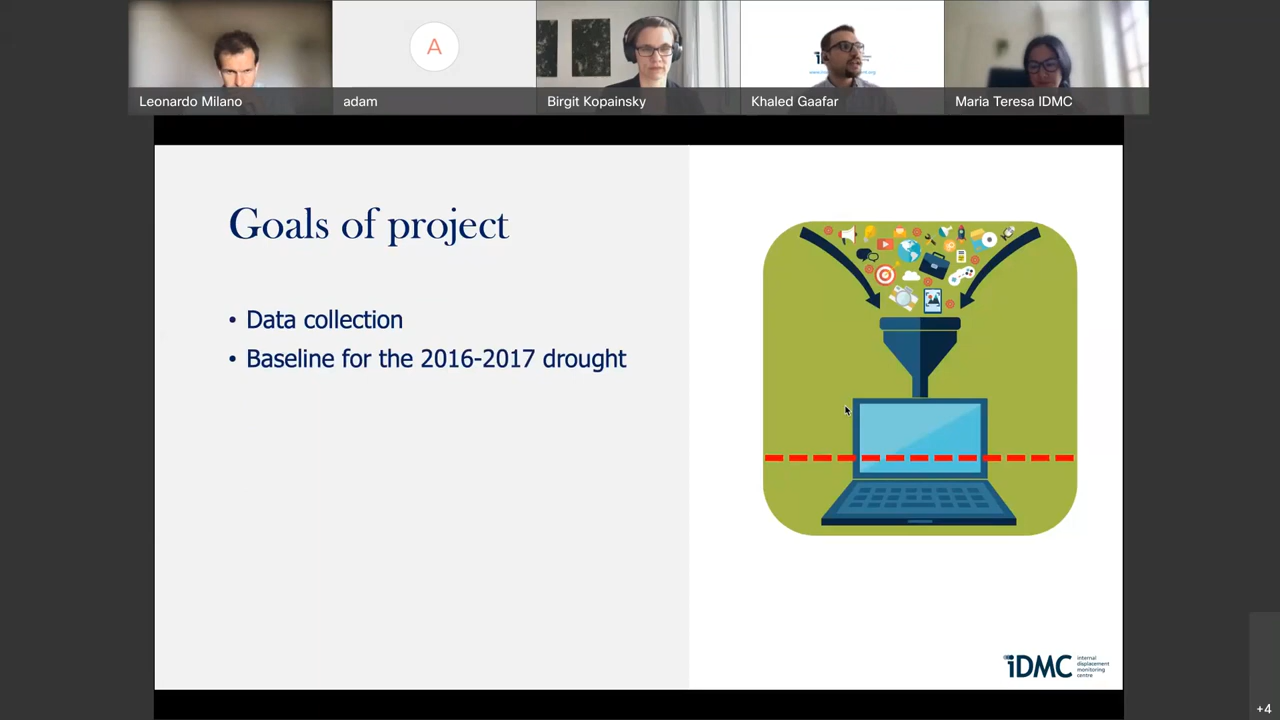 A
Leonardo Milano
adam
Birgit Kopainsky
Khaled Gaafar
Maria Teresa IDMC
Goals of project
• Data collection
• Baseline for the 2016-2017 drought
iDMC
internal
displacement
monitoring
centre
+4